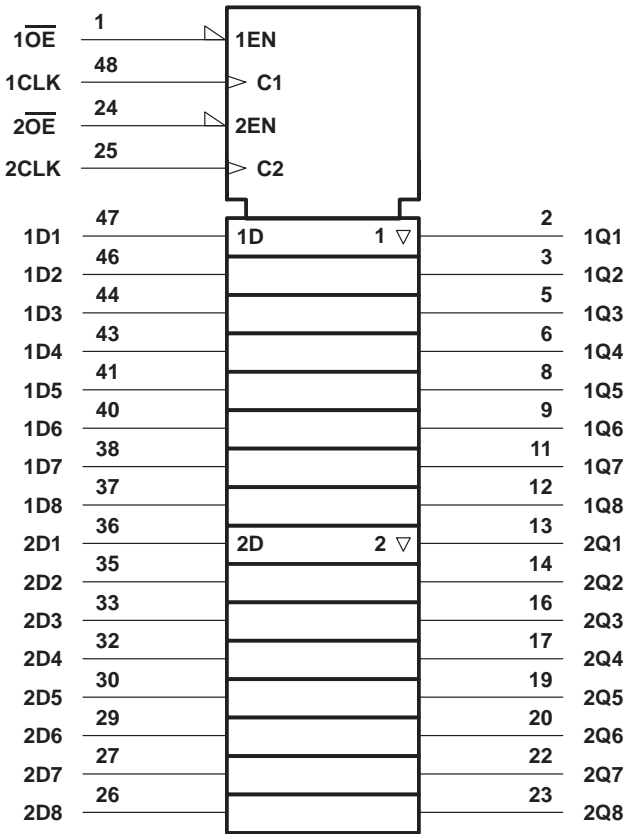 1O̅E̅ 1 1EN
1CLK 48 C1
2O̅E̅ 24 2EN
2CLK 25 C2
1D1 47 1D 1 ▽ 2 1Q1
1D2 46 3 1Q2
1D3 44 5 1Q3
1D4 43 6 1Q4
1D5 41 8 1Q5
1D6 40 9 1Q6
1D7 38 11 1Q7
1D8 37 12 1Q8
2D1 36 2D 2 ▽ 13 2Q1
2D2 35 14 2Q2
2D3 33 16 2Q3
2D4 32 17 2Q4
2D5 30 19 2Q5
2D6 29 20 2Q6
2D7 27 22 2Q7
2D8 26 23 2Q8